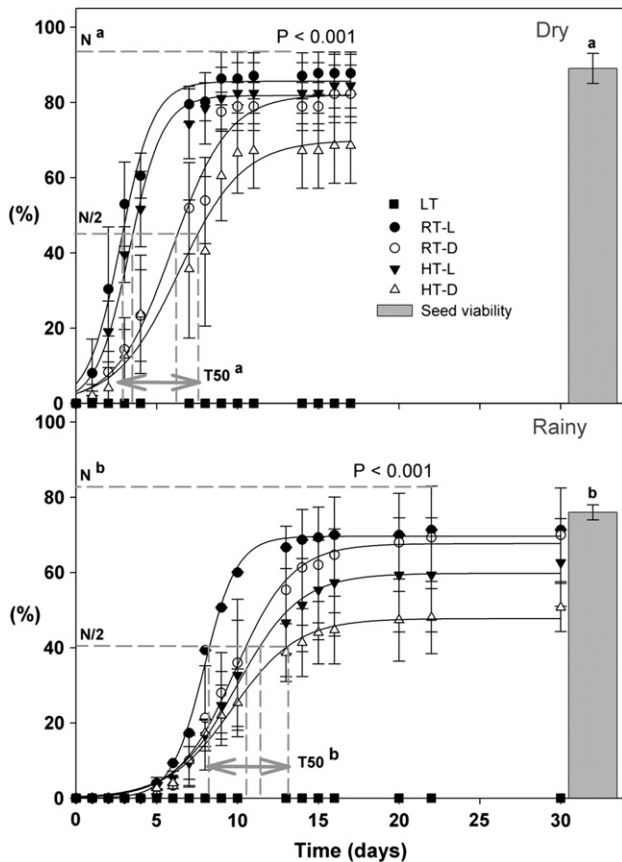 N a
P < 0.001
Dry
a
100
80
60
(%)
40
20
0
N/2
T50 a
LT
RT-L
RT-D
HT-L
HT-D
Seed viability
N b
P < 0.001
Rainy
b
100
80
60
(%)
40
20
0
N/2
T50 b
0 5 10 15 20 25 30
Time (days)